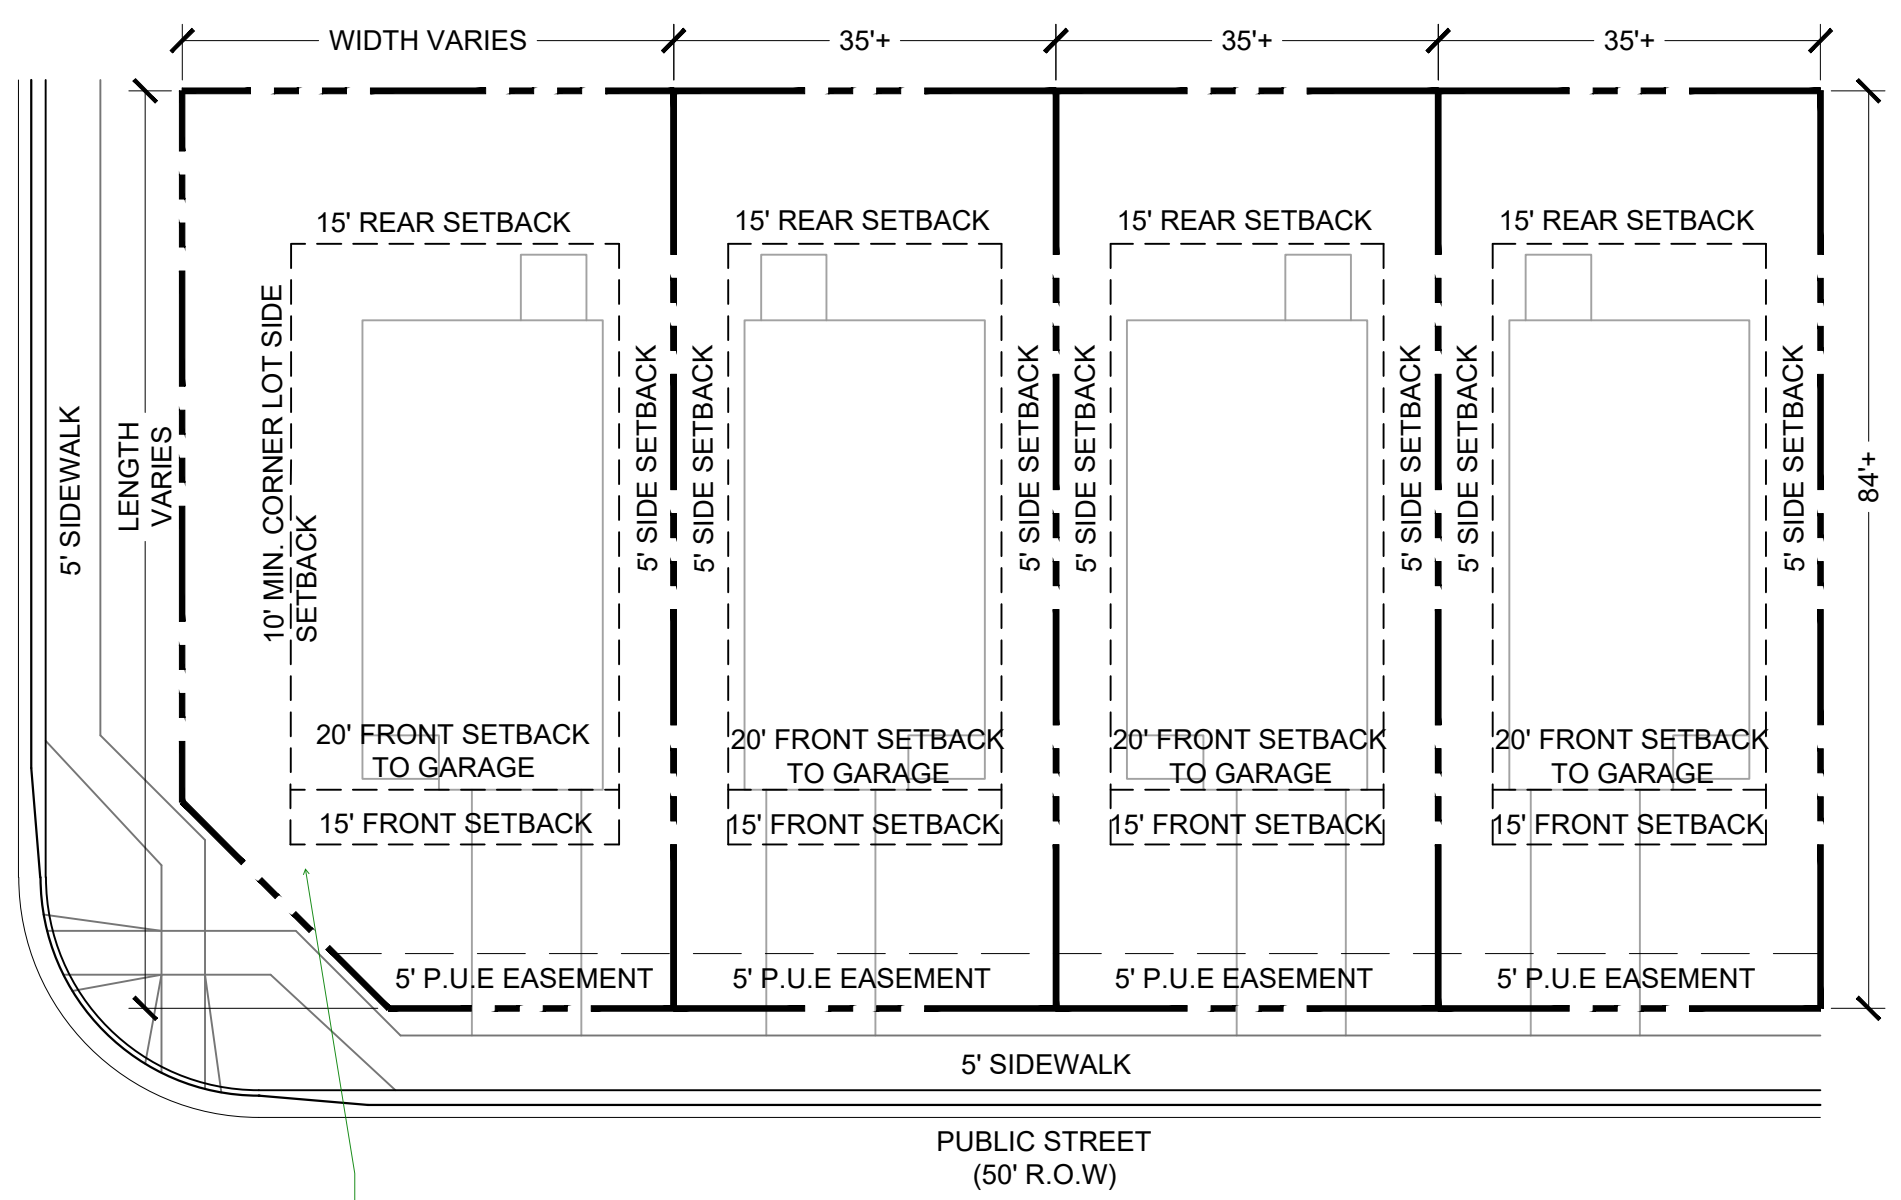 WIDTH VARIES
35'+
35'+
35'+
15' REAR SETBACK
15' REAR SETBACK
15' REAR SETBACK
15' REAR SETBACK
5' SIDEWALK
LENGTH
VARIES
10' MIN. CORNER LOT SIDE
SETBACK
5' SIDE SETBACK
5' SIDE SETBACK
5' SIDE SETBACK
5' SIDE SETBACK
5' SIDE SETBACK
5' SIDE SETBACK
5' SIDE SETBACK
84'+
20' FRONT SETBACK
TO GARAGE
20' FRONT SETBACK
TO GARAGE
20' FRONT SETBACK
TO GARAGE
20' FRONT SETBACK
TO GARAGE
15' FRONT SETBACK
15' FRONT SETBACK
15' FRONT SETBACK
15' FRONT SETBACK
5' P.U.E EASEMENT
5' P.U.E EASEMENT
5' P.U.E EASEMENT
5' P.U.E EASEMENT
5' SIDEWALK
PUBLIC STREET
(50' R.O.W)